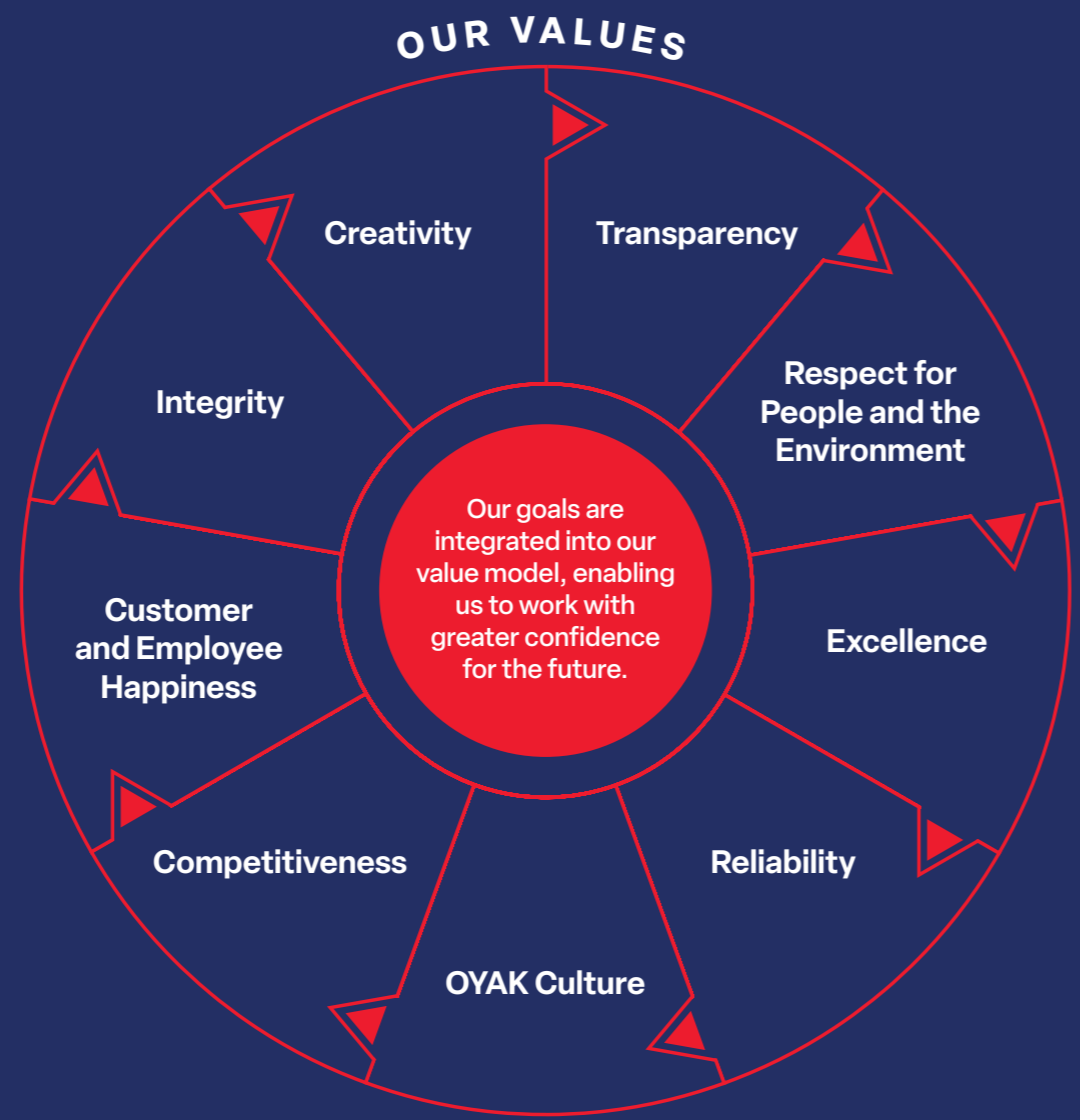 OUR VALUES
Transparency
Respect for
People and the
Environment
Excellence
Reliability
OYAK Culture
Competitiveness
Customer
and Employee
Happiness
Integrity
Creativity
Our goals are
integrated into our
value model, enabling
us to work with
greater confidence
for the future.